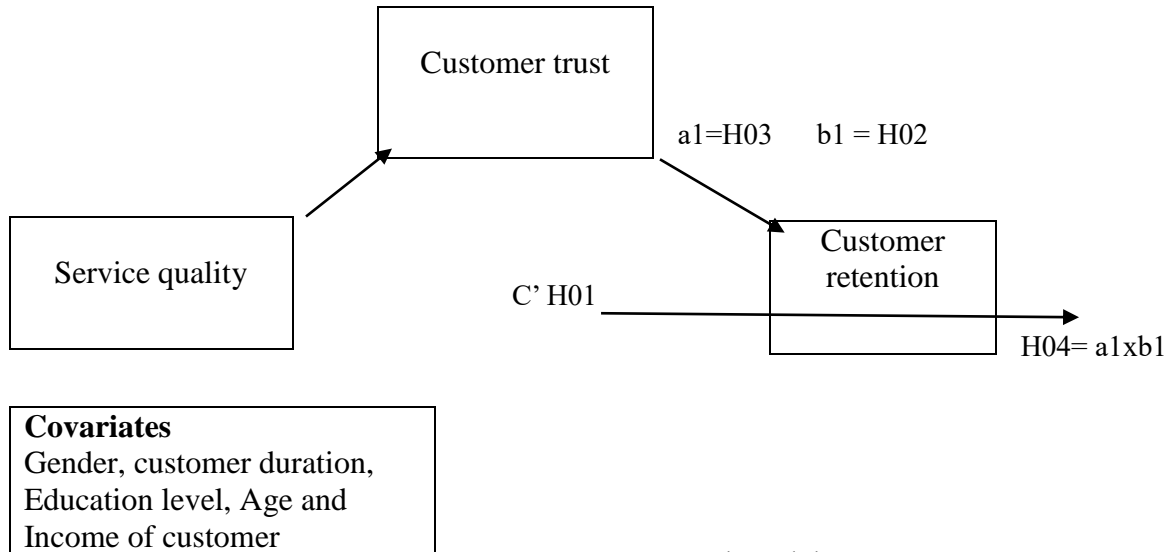 Customer trust
a1=H03 b1 = H02
Service quality
Customer
retention
C’ H01
H04= a1xb1
Covariates
Gender, customer duration,
Education level, Age and
Income of customer